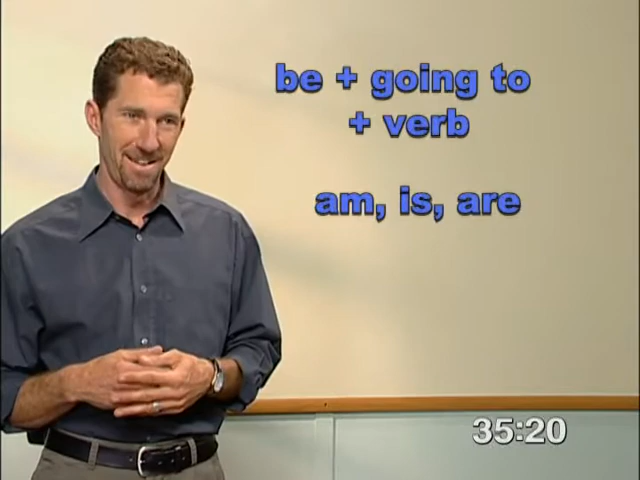 be + going to
+ verb
am, is, are
35:20